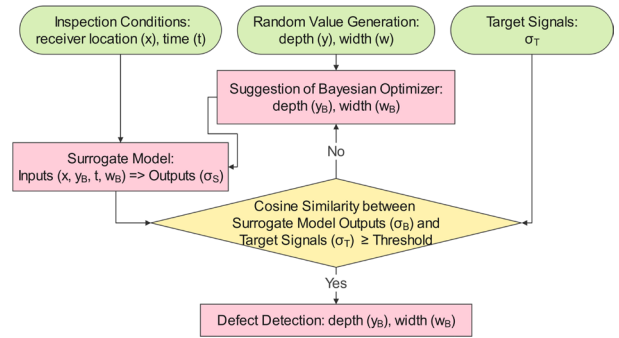 Inspection Conditions:
receiver location (x), time (t)
Random Value Generation:
depth (y), width (w)
Target Signals:
σT
Suggestion of Bayesian Optimizer:
depth (yB), width (wB)
Surrogate Model:
Inputs (x, yB, t, wB) => Outputs (σS)
No
Cosine Similarity between
Surrogate Model Outputs (σB) and
Target Signals (σT) ≥ Threshold
Yes
Defect Detection: depth (yB), width (wB)